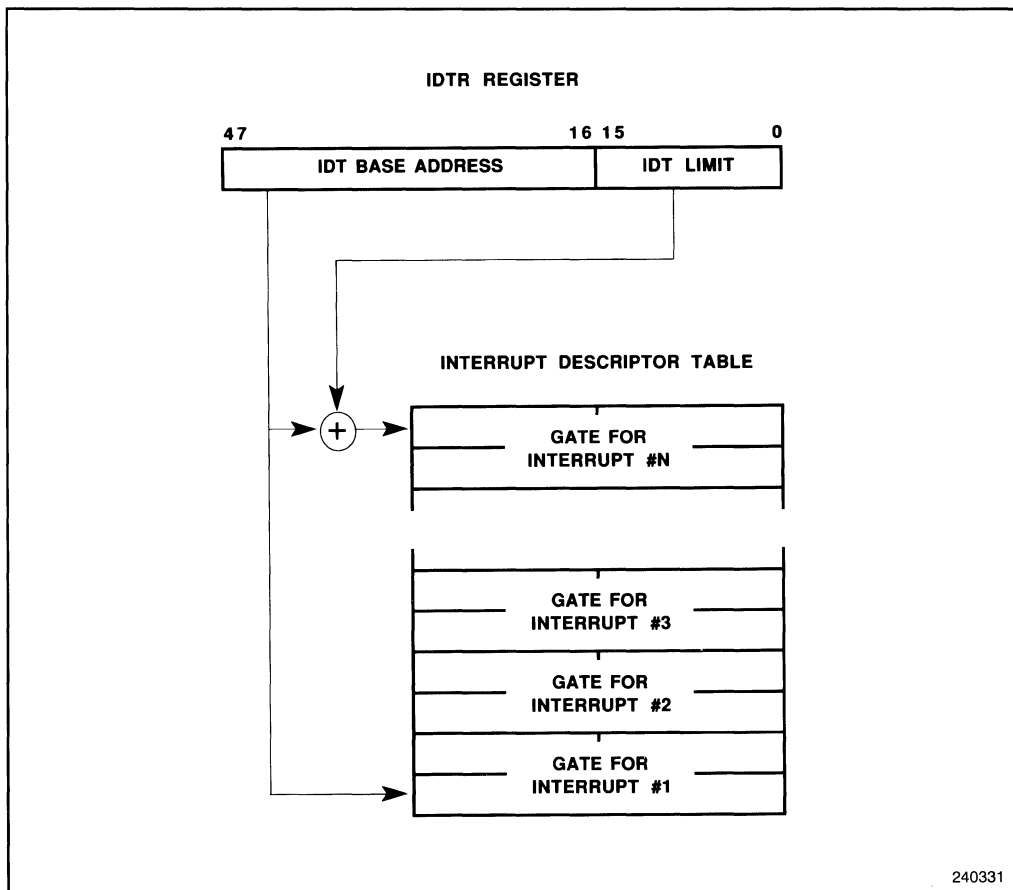 IDTR REGISTER
47 16 15 0
IDT BASE ADDRESS IDT LIMIT
INTERRUPT DESCRIPTOR TABLE
+
GATE FOR
INTERRUPT #N
GATE FOR
INTERRUPT #3
GATE FOR
INTERRUPT #2
GATE FOR
INTERRUPT #1
240331